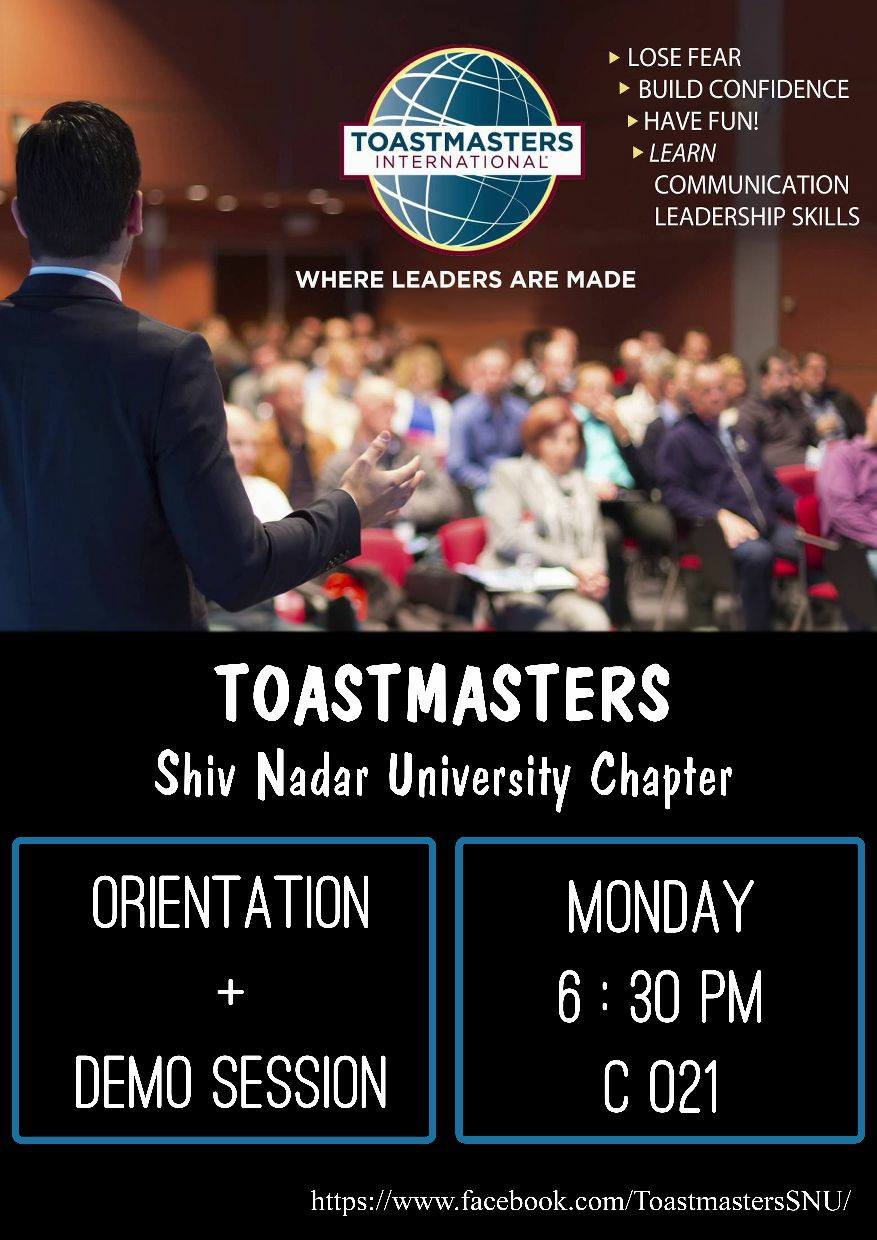 TOASTMASTERS
INTERNATIONAL
WHERE LEADERS ARE MADE
LOSE FEAR
BUILD CONFIDENCE
HAVE FUN!
LEARN
COMMUNICATION
LEADERSHIP SKILLS
TOASTMASTERS
Shiv Nadar University Chapter
ORIENTATION
+
DEMO SESSION
MONDAY
6 : 30 PM
C 021
https://www.facebook.com/ToastmastersSNU/